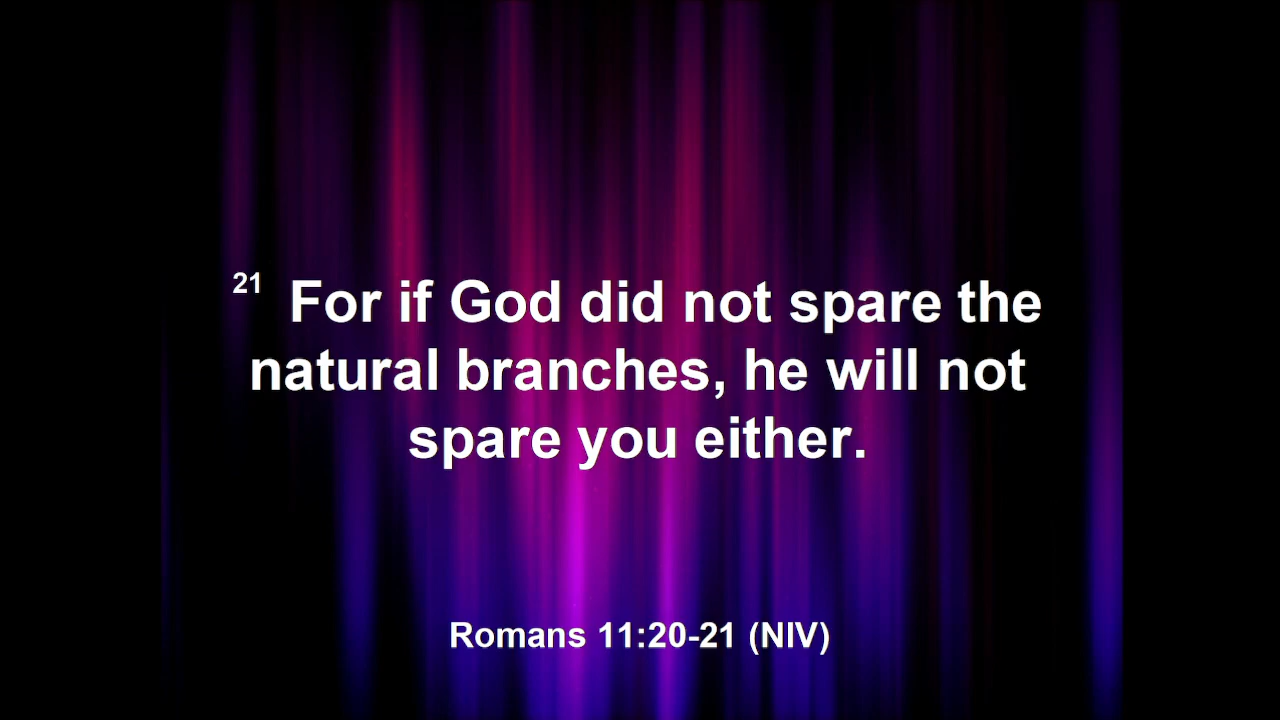 21 For if God did not spare the
natural branches, he will not
spare you either.
Romans 11:20-21 (NIV)